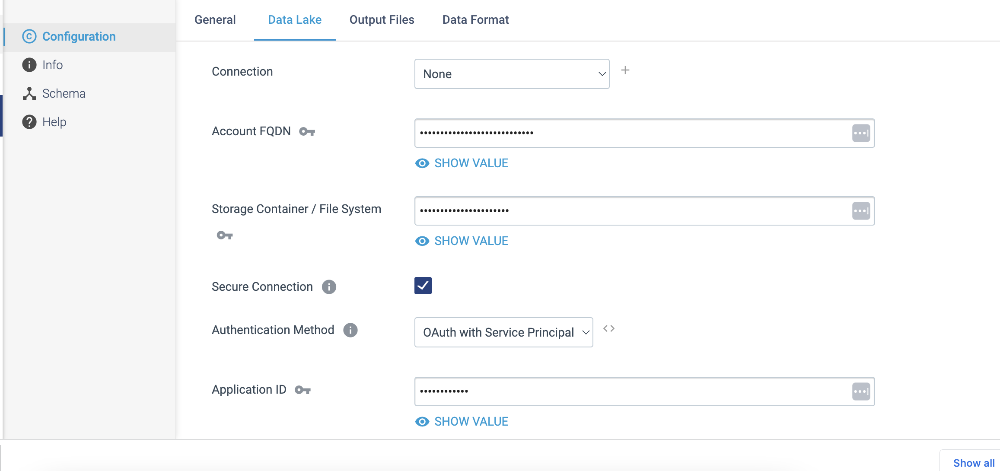 General Data Lake Output Files Data Format
Configuration
Info
Schema
Help
Connection None
Account FQDN ••••••••••••••••••••••••••••
SHOW VALUE
Storage Container / File System ••••••••••••••••••••••
SHOW VALUE
Secure Connection
Authentication Method OAuth with Service Principal
Application ID ••••••••••••
SHOW VALUE
Show all